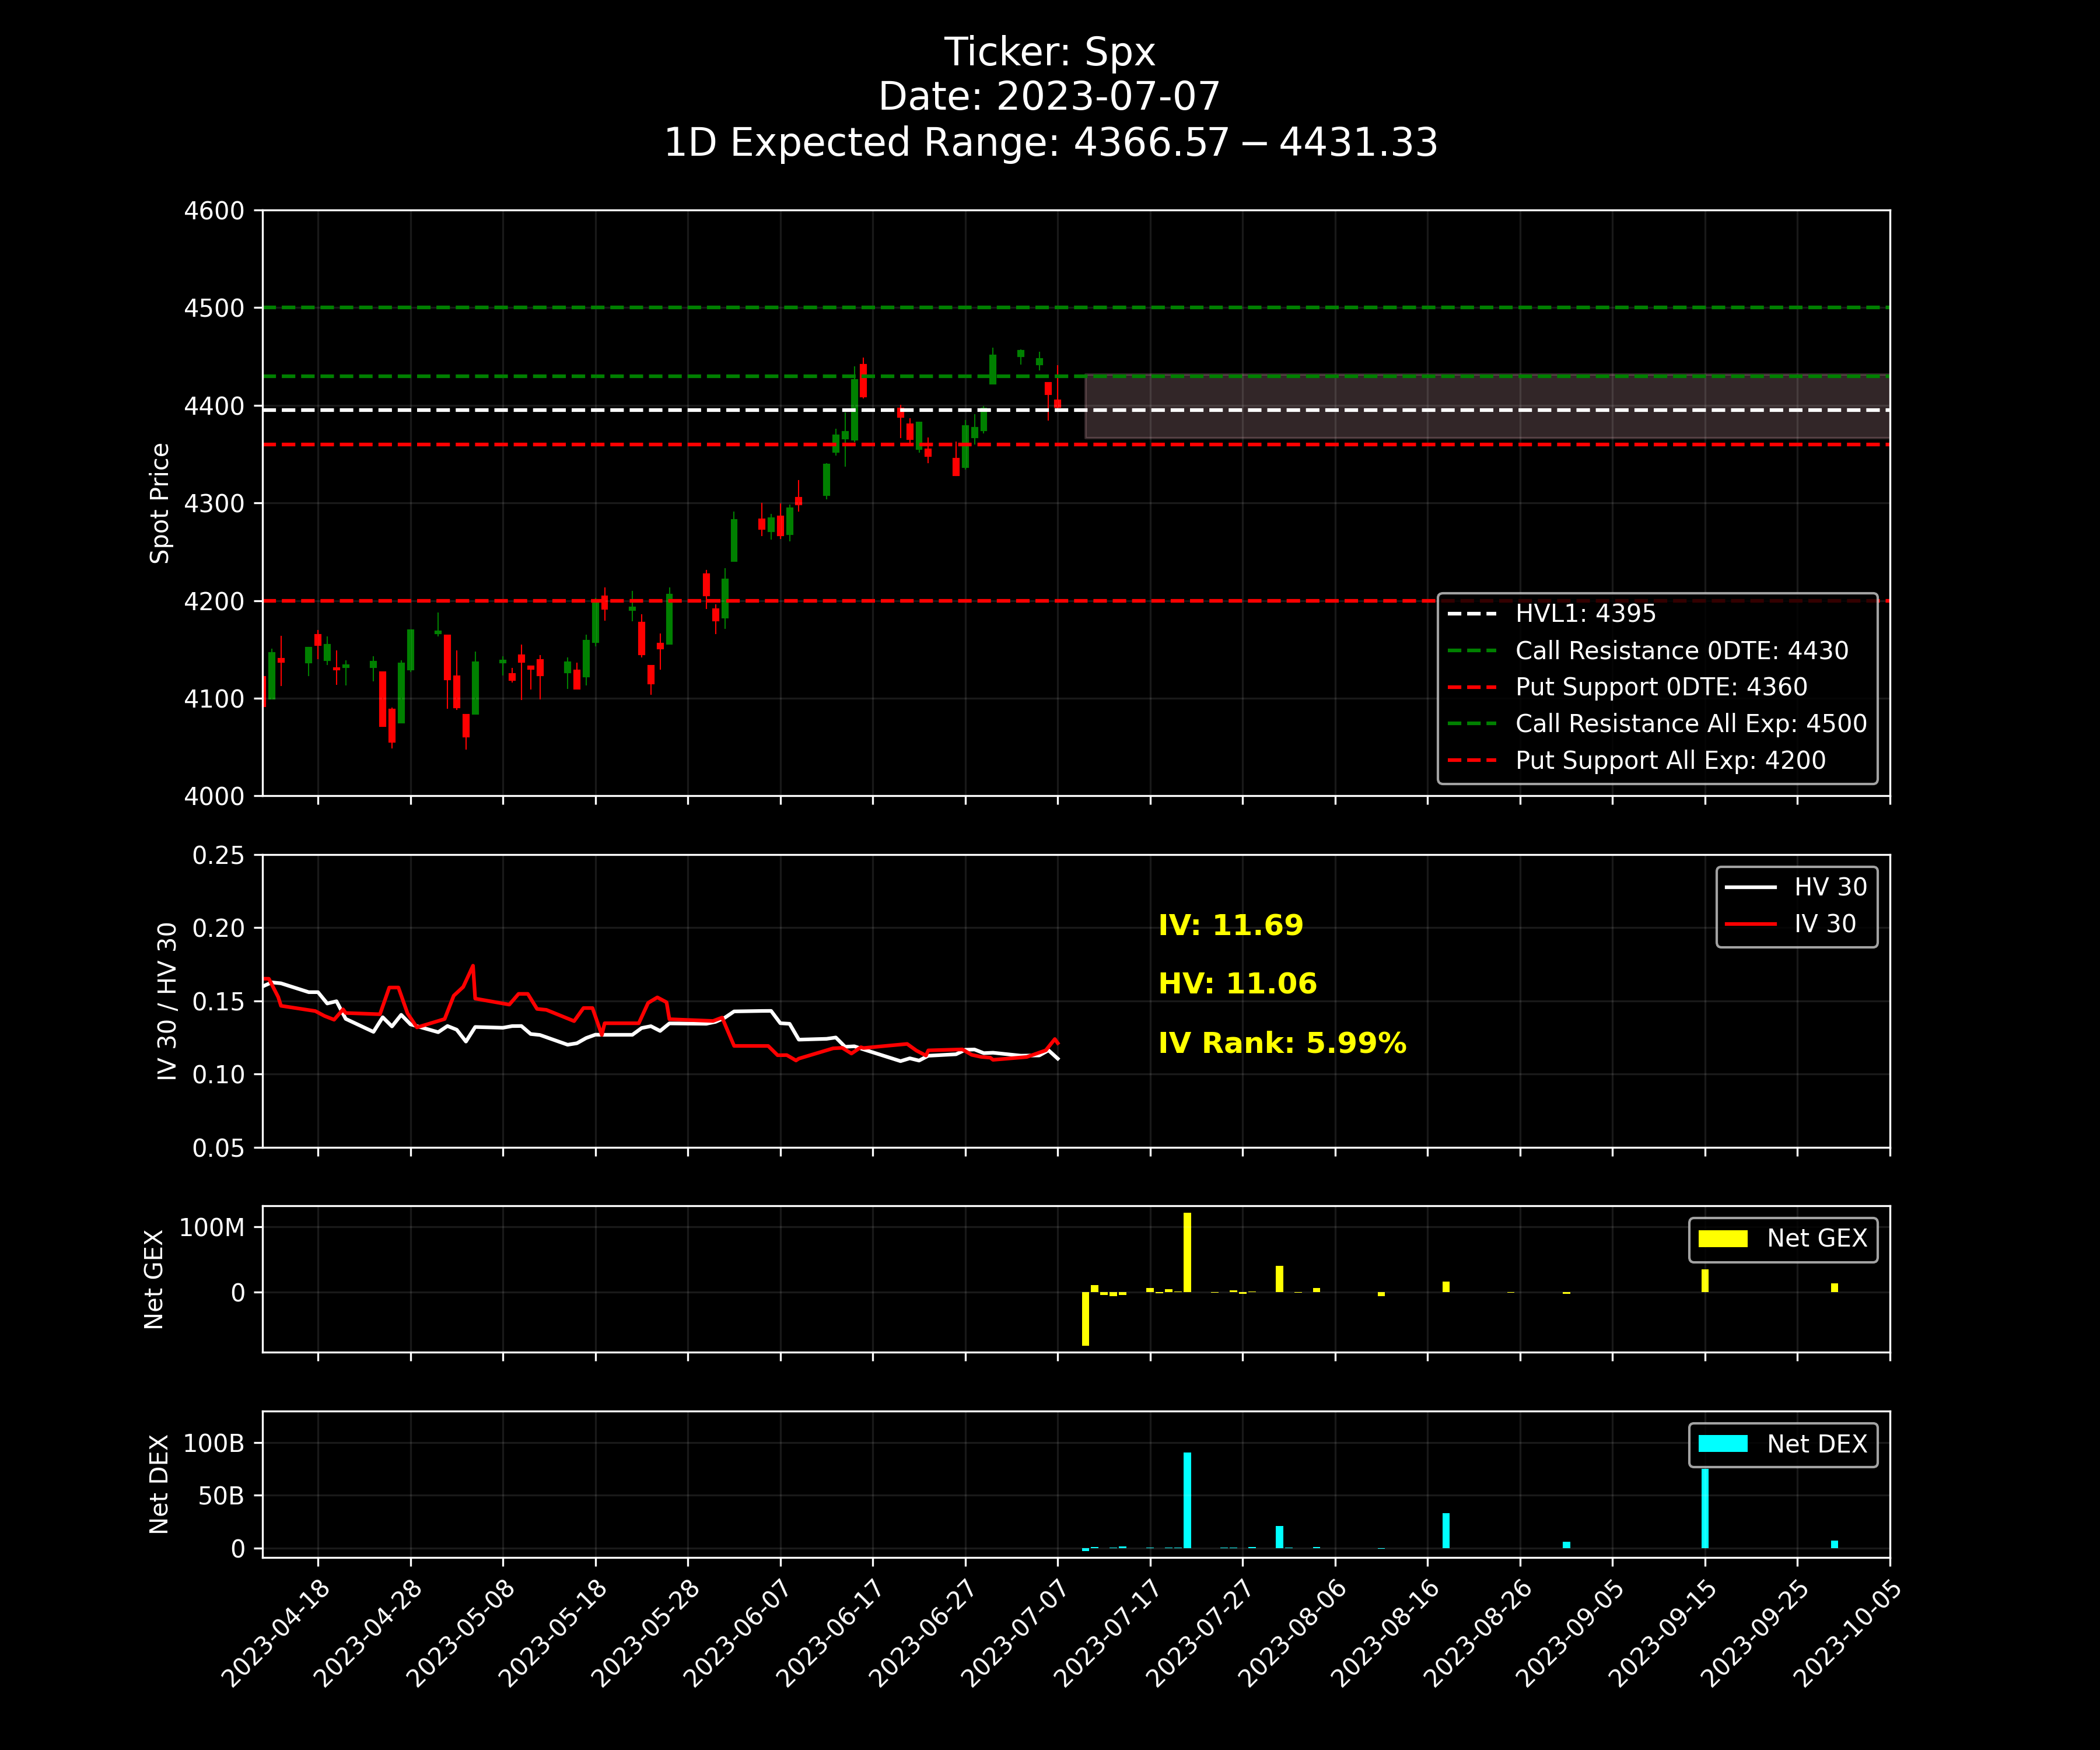 Ticker: Spx
Date: 2023-07-07
1D Expected Range: 4366.57 – 4431.33
Spot Price
4600
4500
4400
4300
4200
4100
4000
HVL1: 4395
Call Resistance 0DTE: 4430
Put Support 0DTE: 4360
Call Resistance All Exp: 4500
Put Support All Exp: 4200
IV 30 / HV 30
0.25
0.20
0.15
0.10
0.05
IV: 11.69
HV: 11.06
IV Rank: 5.99%
HV 30
IV 30
Net GEX
100M
0
Net GEX
Net DEX
100B
50B
0
Net DEX
2023-04-18
2023-04-28
2023-05-08
2023-05-18
2023-05-28
2023-06-07
2023-06-17
2023-06-27
2023-07-07
2023-07-17
2023-07-27
2023-08-06
2023-08-16
2023-08-26
2023-09-05
2023-09-15
2023-09-25
2023-10-05